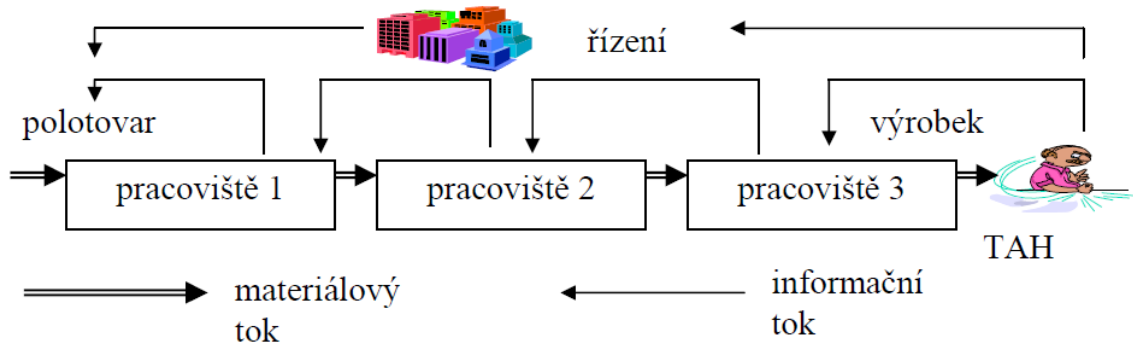 řízení
polotovar
výrobek
pracoviště 1
pracoviště 2
pracoviště 3
TAH
materiálový
tok
informační
tok